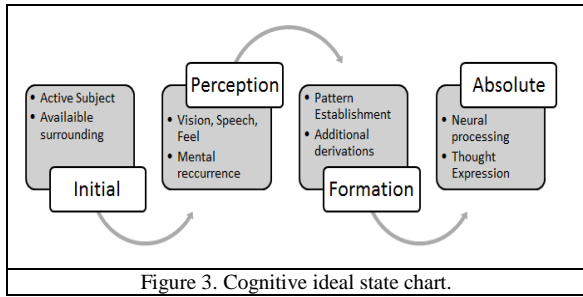 • Active Subject
• Availaible
surrounding
Initial
Perception
• Vision, Speech,
Feel
• Mental
reccurrence
• Pattern
Establishment
• Additional
derivations
Formation
Absolute
• Neural
processing
• Thought
Expression
Figure 3. Cognitive ideal state chart.